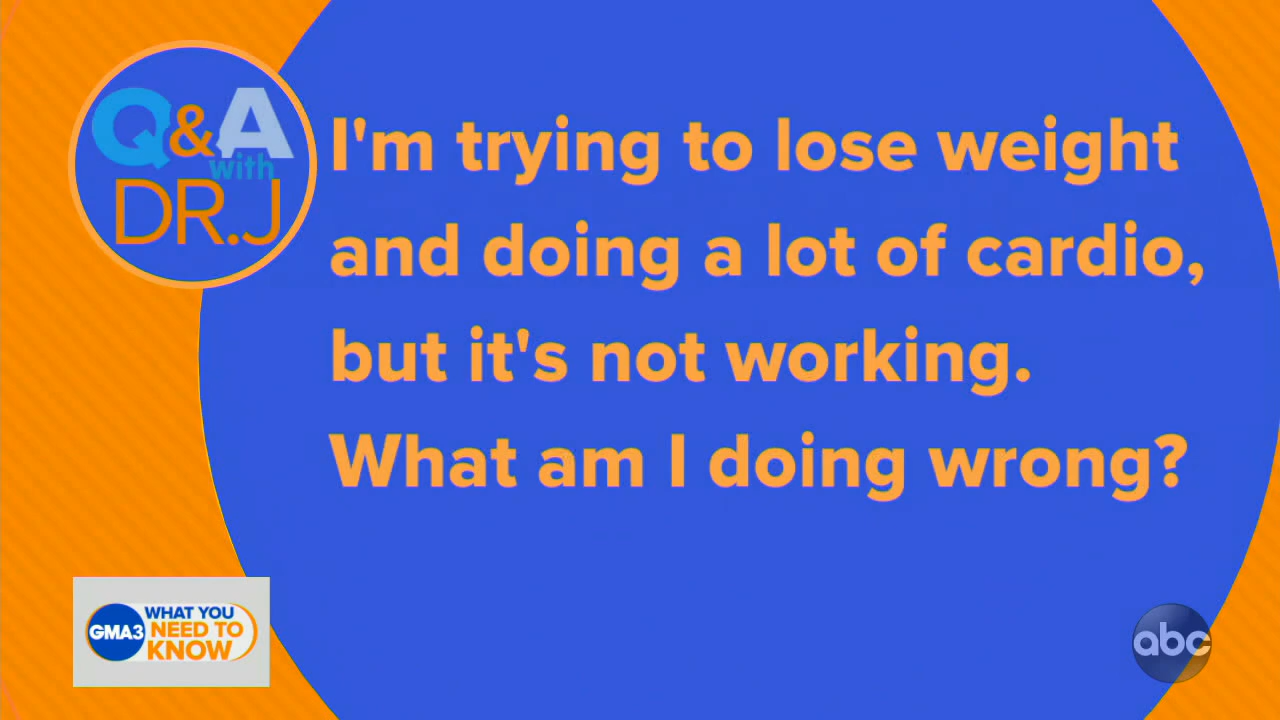 Q&A
with
DR.J
I'm trying to lose weight
and doing a lot of cardio,
but it's not working.
What am I doing wrong?
GMA3
WHAT YOU
NEED TO
KNOW
abc